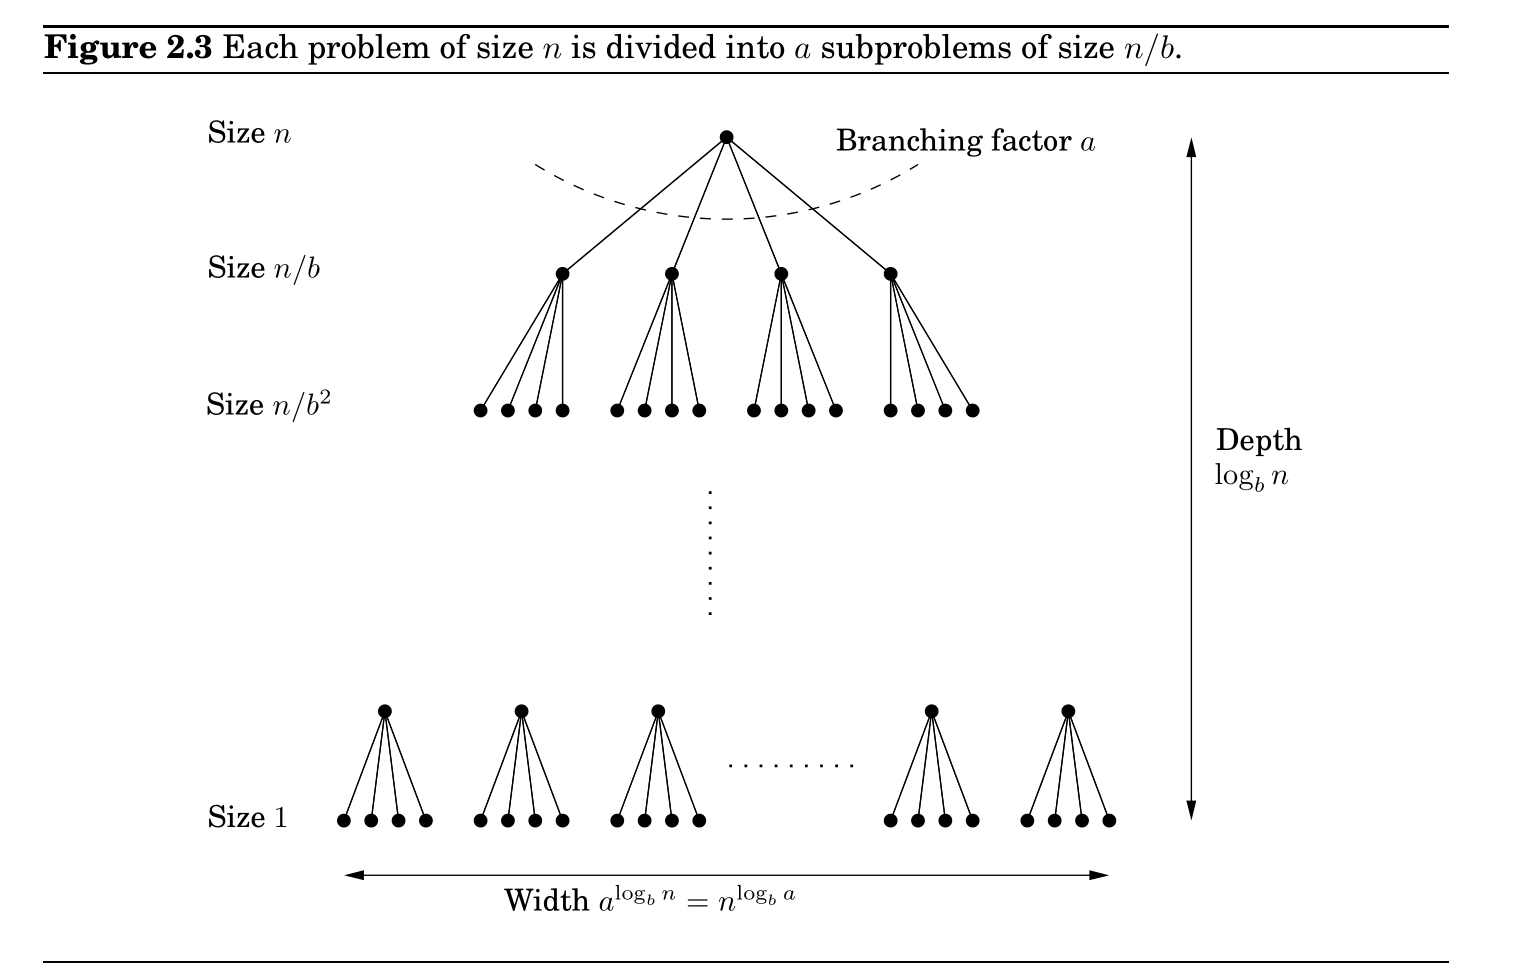 Figure 2.3 Each problem of size n is divided into a subproblems of size n/b.
Size n
Branching factor a
Size n/b
Size n/b²
Depth
log_b n
Size 1
Width a^{log_b n} = n^{log_b a}